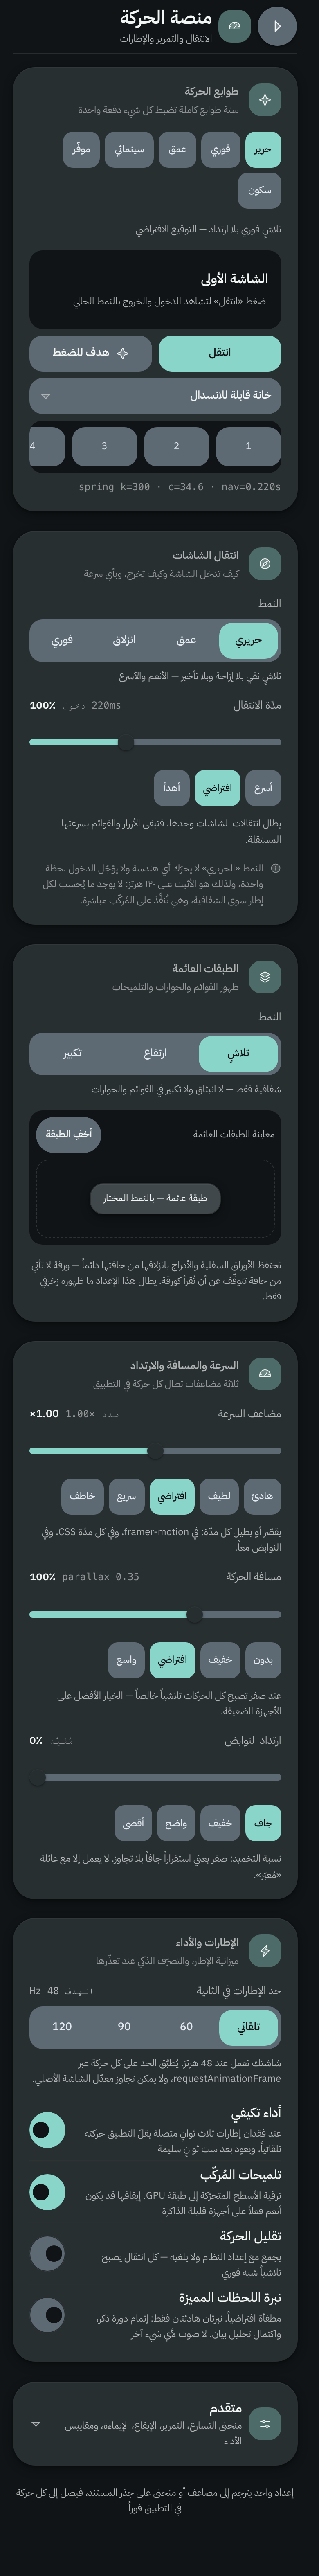 منصة الحركة
الانتقال والتمرير والإطارات
طوابع الحركة
ستة طوابع كاملة تضبط كل شيء دفعة واحدة
حرير
فوري
عمق
سينمائي
موفّر
سكون
تلاشٍ فوري بلا ارتداد — التوقيع الافتراضي
الشاشة الأولى
اضغط «انتقل» لتشاهد الدخول والخروج بالنمط الحالي
انتقل
هدف للضغط
خانة قابلة للانسدال
1
2
3
4
spring k=300 · c=34.6 · nav=0.220s
انتقال الشاشات
كيف تدخل الشاشة وكيف تخرج، وبأي سرعة
النمط
حريري
عمق
انزلاق
فوري
تلاشٍ نقي بلا إزاحة وبلا تأخير — الأنعم والأسرع
مدّة الانتقال
220ms دخول
100٪
أسرع
افتراضي
أهدأ
يطال انتقالات الشاشات وحدها، فتبقى الأزرار والقوائم بسرعتها
المستقلة.
النمط «الحريري» لا يحرّك أي هندسة ولا يؤجّل الدخول لحظة
واحدة، ولذلك هو الأثبت على ١٢٠ هرتز: لا يوجد ما يُحسب لكل
إطار سوى الشفافية، وهي تُنفَّذ على المُركّب مباشرة.
الطبقات العائمة
ظهور القوائم والحوارات والتلميحات
النمط
تلاشٍ
ارتفاع
تكبير
شفافية فقط — لا انبثاق ولا تكبير في القوائم والحوارات
معاينة الطبقات العائمة
أخفِ الطبقة
طبقة عائمة — بالنمط المختار
تحتفظ الأوراق السفلية والأدراج بانزلاقها من حافتها دائماً — ورقة لا تأتي
من حافة تتوقّف عن أن تُقرأ كورقة. يطال هذا الإعداد ما ظهوره زخرفي
فقط.
السرعة والمسافة والارتداد
ثلاثة مضاعفات تطال كل حركة في التطبيق
مضاعف السرعة
مدد ×1.00
×1.00
هادئ
لطيف
افتراضي
سريع
خاطف
يقصّر أو يطيل كل مدّة: في framer-motion، وفي كل مدّة CSS، وفي
النوابض معاً.
مسافة الحركة
parallax 0.35
100٪
بدون
خفيف
افتراضي
واسع
عند صفر تصبح كل الحركات تلاشياً خالصاً — الخيار الأفضل على
الأجهزة الضعيفة.
ارتداد النوابض
مُقيَّد
0٪
جاف
خفيف
واضح
أقصى
نسبة التخميد: صفر يعني استقراراً جافاً بلا تجاوز. لا يعمل إلا مع عائلة
«مُعبّر».
الإطارات والأداء
ميزانية الإطار، والتصرّف الذكي عند تعذّرها
حد الإطارات في الثانية
الهدف 48 Hz
تلقائي
60
90
120
شاشتك تعمل عند 48 هرتز. يُطبَّق الحد على كل حركة عبر
requestAnimationFrame، ولا يمكن تجاوز معدّل الشاشة الأصلي.
أداء تكيفي
عند فقدان إطارات ثلاث ثوانٍ متصلة يقلّ التطبيق حركته
تلقائياً، ويعود بعد ست ثوانٍ سليمة
تلميحات المُركّب
ترقية الأسطح المتحرّكة إلى طبقة GPU. إيقافها قد يكون
أنعم فعلاً على أجهزة قليلة الذاكرة
تقليل الحركة
يجمع مع إعداد النظام ولا يلغيه — كل انتقال يصبح
تلاشياً شبه فوري
نبرة اللحظات المميزة
مطفأة افتراضياً. نبرتان هادئتان فقط: إتمام دورة ذكر،
واكتمال تحليل بيان. لا صوت لأي شيء آخر
متقدم
منحنى التسارع، التمرير، الإيقاع، الإيماءة، ومقاييس
الأداء
إعداد واحد يترجم إلى مضاعف أو منحنى على جذر المستند، فيصل إلى كل حركة
في التطبيق فوراً